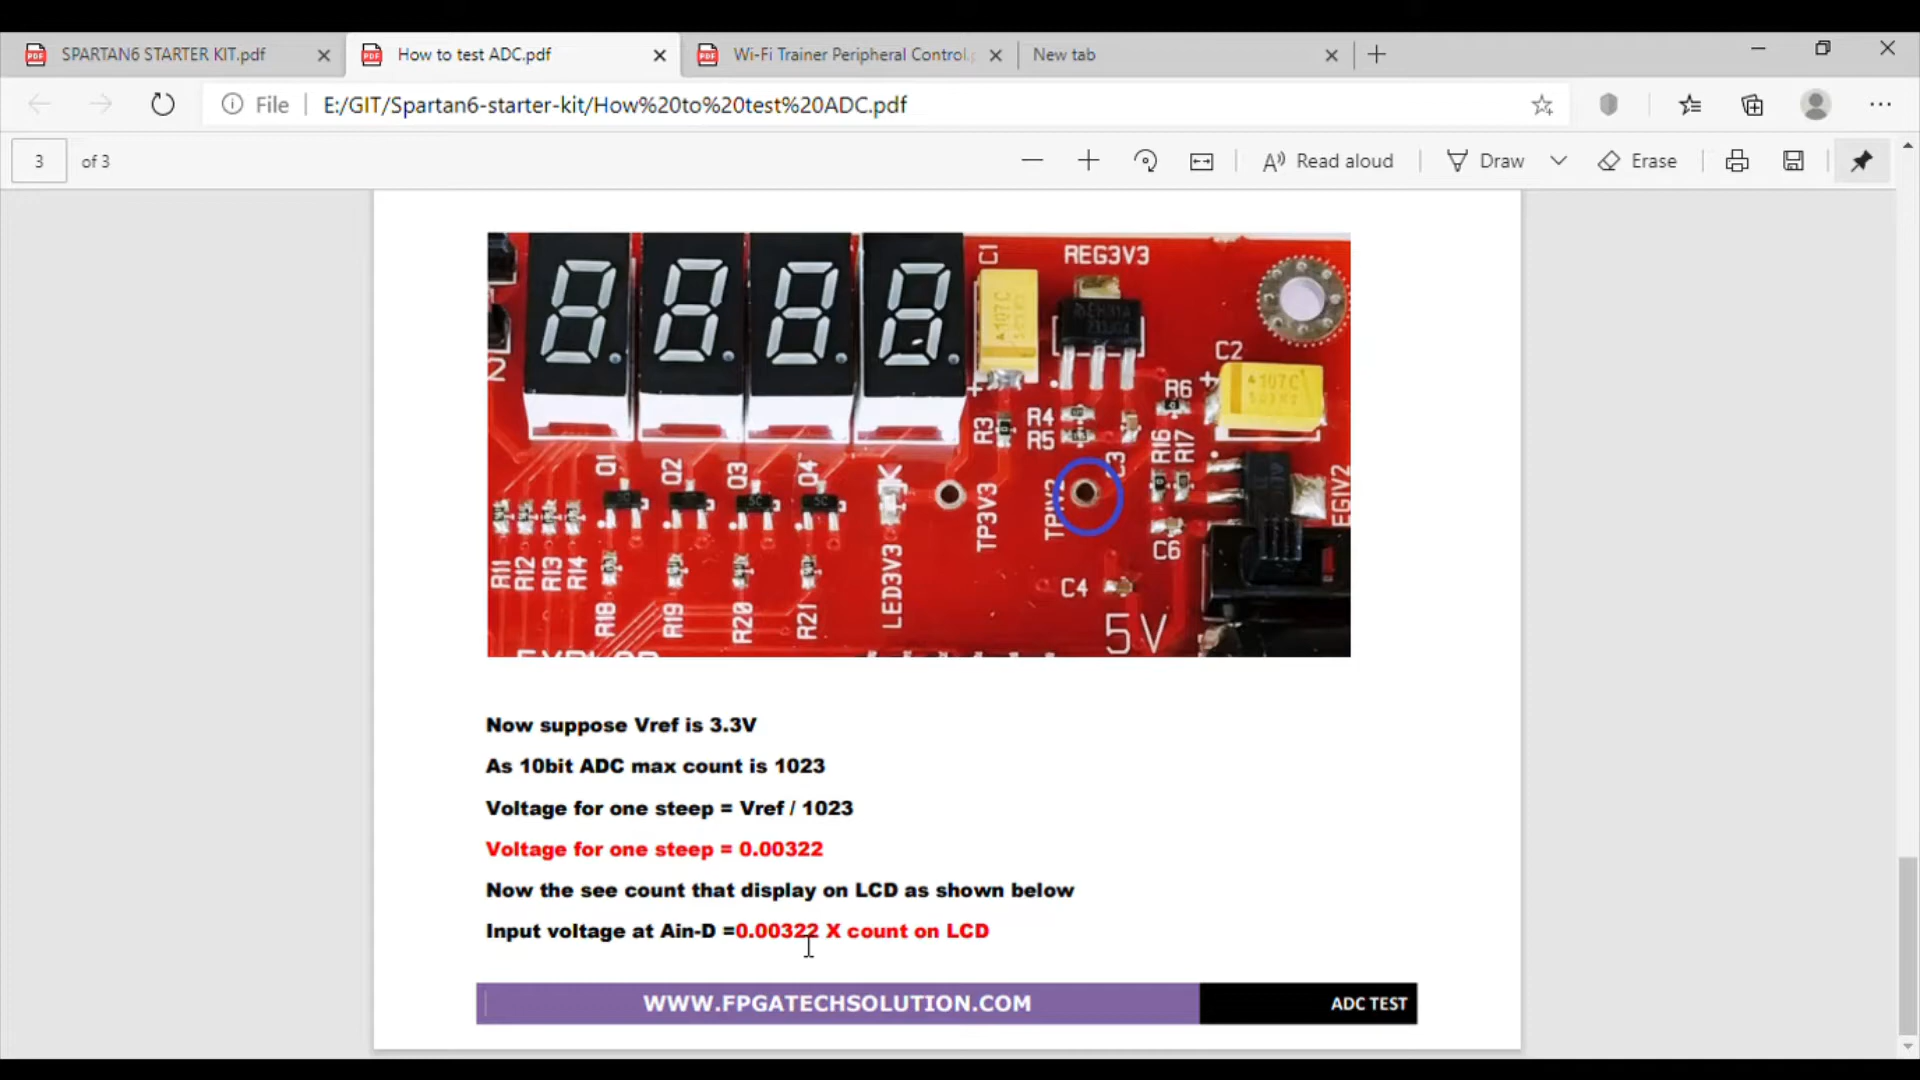 SPARTAN6 STARTER KIT.pdf
How to test ADC.pdf
Wi-Fi Trainer Peripheral Control.
New tab
File
E:/GIT/Spartan6-starter-kit/How%20to%20test%20ADC.pdf
3 of 3
Read aloud
Draw
Erase
C1
REG3V3
C2
107C
107C
2
R3
R4
R5
R6
R16
R17
C3
Q1
Q2
Q3
Q4
TP3V3
C6
R11
R12
R13
R14
R18
R19
R20
R21
LED3V3
C4
5V
Now suppose Vref is 3.3V
As 10bit ADC max count is 1023
Voltage for one steep = Vref / 1023
Voltage for one steep = 0.00322
Now the see count that display on LCD as shown below
Input voltage at Ain-D =0.00322 X count on LCD
WWW.FPGATECHSOLUTION.COM
ADC TEST